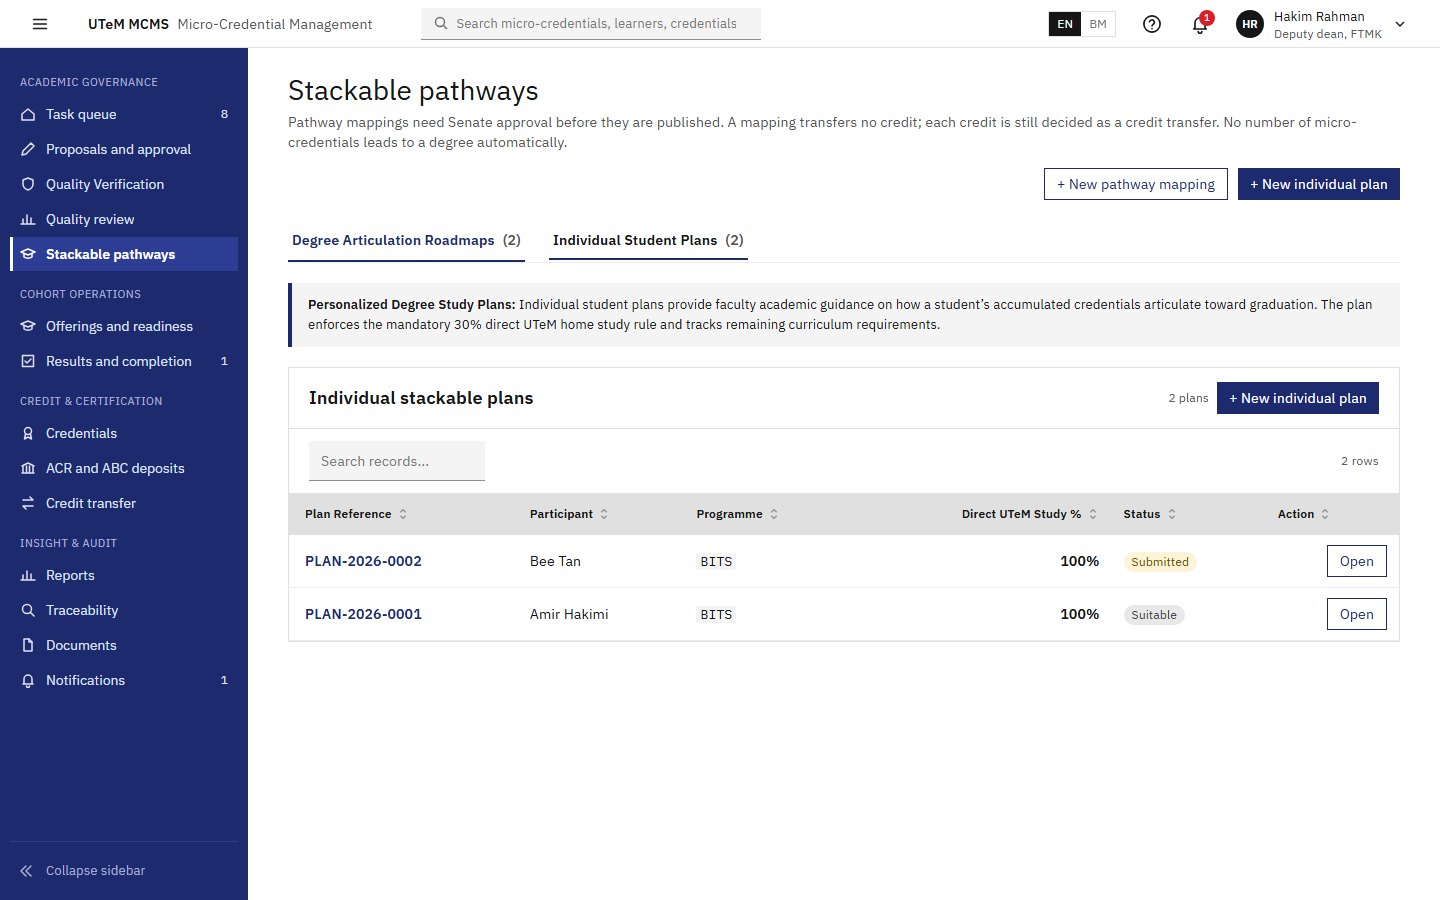 UTeM MCMS Micro-Credential Management
Search micro-credentials, learners, credentials
EN BM
1
HR
Hakim Rahman
Deputy dean, FTMK
ACADEMIC GOVERNANCE
Task queue 8
Proposals and approval
Quality Verification
Quality review
Stackable pathways
COHORT OPERATIONS
Offerings and readiness
Results and completion 1
CREDIT & CERTIFICATION
Credentials
ACR and ABC deposits
Credit transfer
INSIGHT & AUDIT
Reports
Traceability
Documents
Notifications 1
Collapse sidebar
Stackable pathways
Pathway mappings need Senate approval before they are published. A mapping transfers no credit; each credit is still decided as a credit transfer. No number of micro-
credentials leads to a degree automatically.
+ New pathway mapping
+ New individual plan
Degree Articulation Roadmaps (2)
Individual Student Plans (2)
Personalized Degree Study Plans: Individual student plans provide faculty academic guidance on how a student's accumulated credentials articulate toward graduation. The plan
enforces the mandatory 30% direct UTeM home study rule and tracks remaining curriculum requirements.
Individual stackable plans
2 plans
+ New individual plan
Search records...
2 rows
Plan Reference Participant Programme Direct UTeM Study % Status Action
PLAN-2026-0002 Bee Tan BITS 100% Submitted Open
PLAN-2026-0001 Amir Hakimi BITS 100% Suitable Open